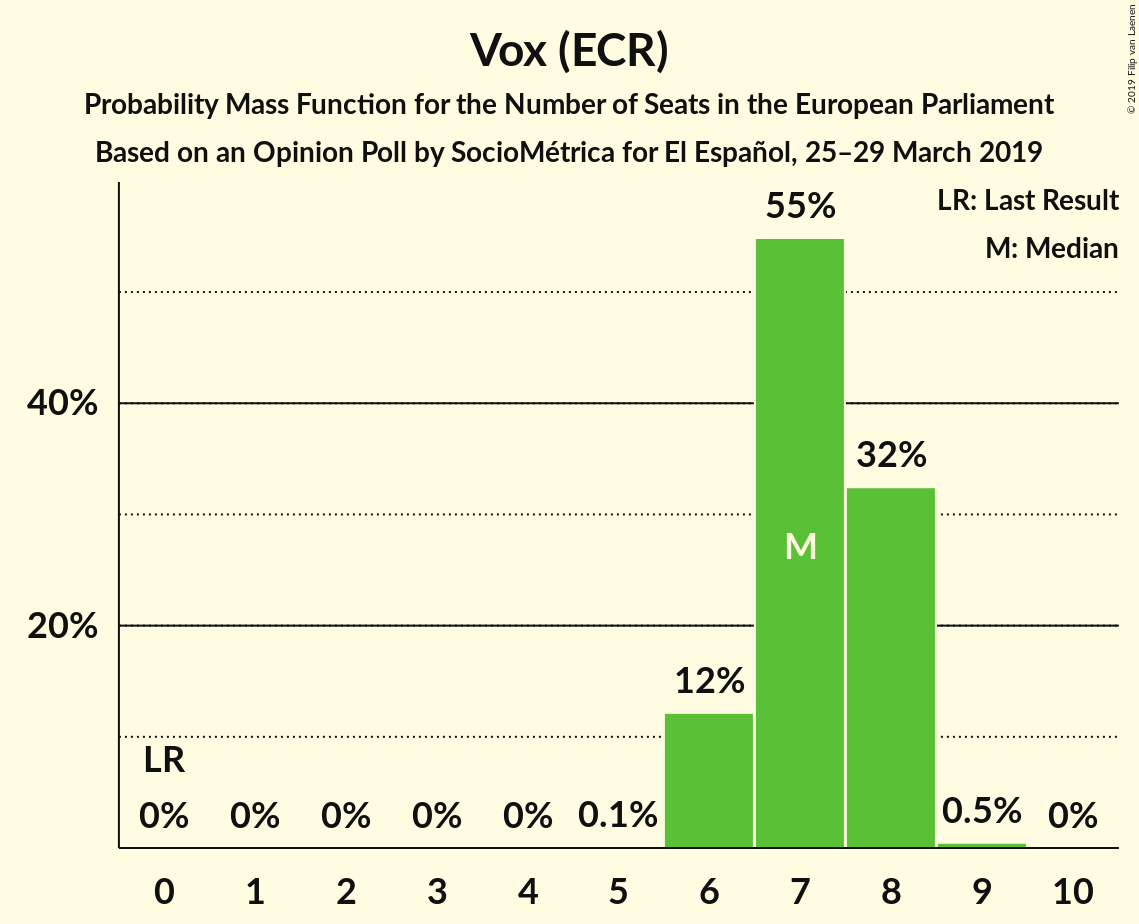 Vox (ECR)
Probability Mass Function for the Number of Seats in the European Parliament
Based on an Opinion Poll by SocioMétrica for El Español, 25–29 March 2019
© 2019 Filip van Laenen
LR: Last Result
M: Median
55%
40%
32%
M
20%
12%
LR
0% 0% 0% 0% 0% 0.1% 0.5% 0%
0 1 2 3 4 5 6 7 8 9 10